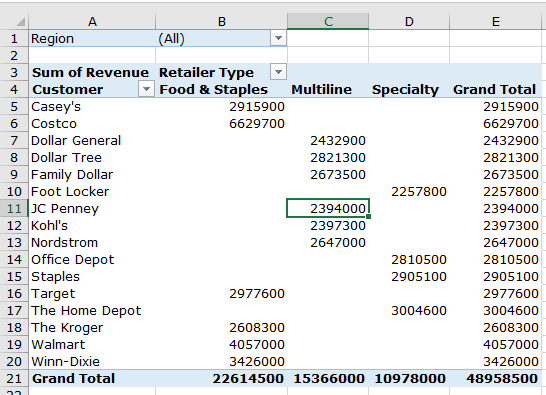 A B C D E
1 Region (All)
2
3 Sum of Revenue Retailer Type
4 Customer Food & Staples Multiline Specialty Grand Total
5 Casey's 2915900 2915900
6 Costco 6629700 6629700
7 Dollar General 2432900 2432900
8 Dollar Tree 2821300 2821300
9 Family Dollar 2673500 2673500
10 Foot Locker 2257800 2257800
11 JC Penney 2394000 2394000
12 Kohl's 2397300 2397300
13 Nordstrom 2647000 2647000
14 Office Depot 2810500 2810500
15 Staples 2905100 2905100
16 Target 2977600 2977600
17 The Home Depot 3004600 3004600
18 The Kroger 2608300 2608300
19 Walmart 4057000 4057000
20 Winn-Dixie 3426000 3426000
21 Grand Total 22614500 15366000 10978000 48958500